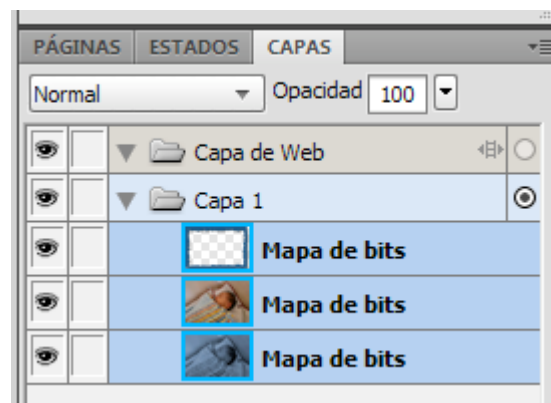 PÁGINAS ESTADOS CAPAS
Normal Opacidad 100
Capa de Web
Capa 1
Mapa de bits
Mapa de bits
Mapa de bits